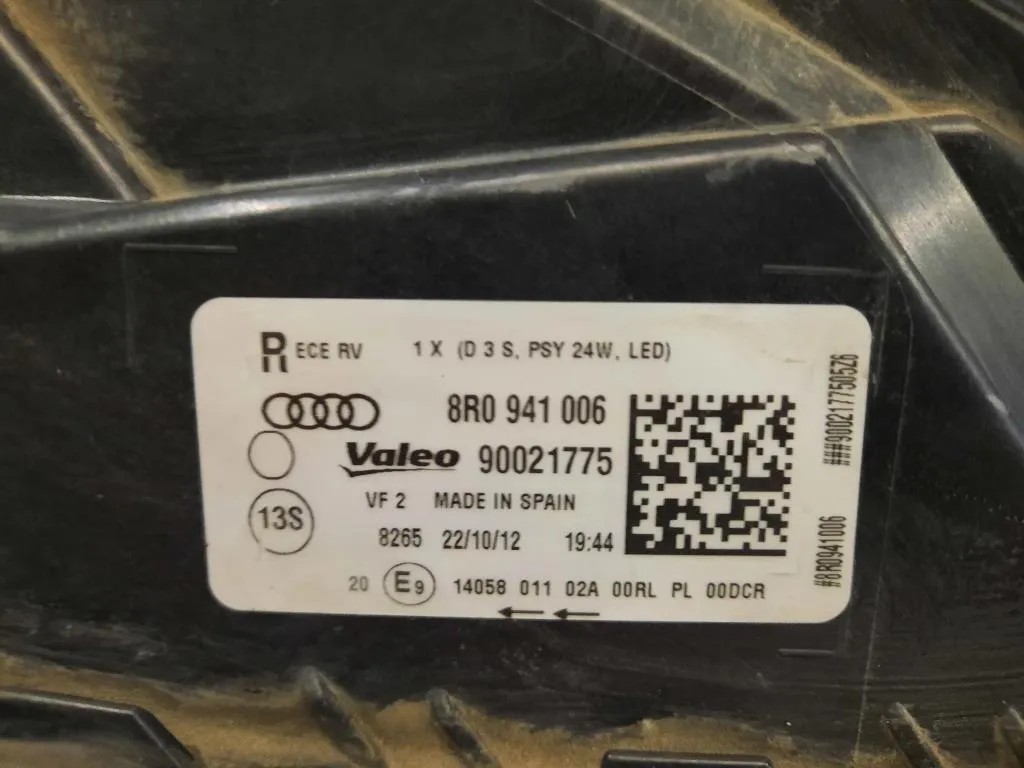 R ECE RV 1 X (D 3 S, PSY 24W, LED)
8R0 941 006
Valeo 90021775
VF 2 MADE IN SPAIN
13S
8265 22/10/12 19:44
20 E9 14058 011 02A 00RL PL 00DCR
###9002177505Z6
#8R0941006